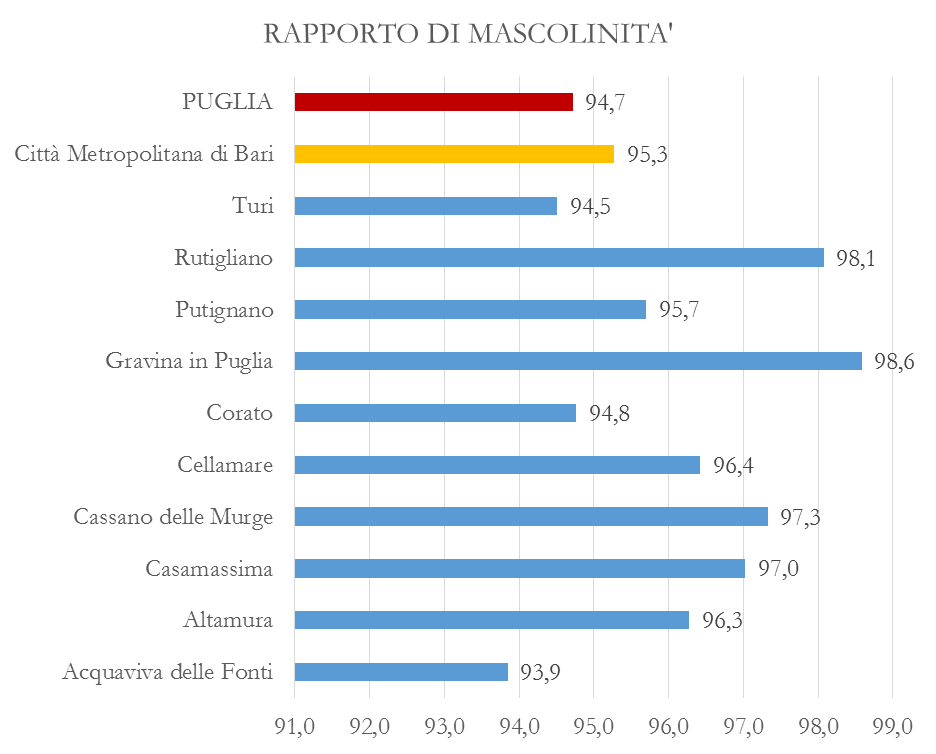 RAPPORTO DI MASCOLINITA'
PUGLIA 94,7
Città Metropolitana di Bari 95,3
Turi 94,5
Rutigliano 98,1
Putignano 95,7
Gravina in Puglia 98,6
Corato 94,8
Cellamare 96,4
Cassano delle Murge 97,3
Casamassima 97,0
Altamura 96,3
Acquaviva delle Fonti 93,9
91,0 92,0 93,0 94,0 95,0 96,0 97,0 98,0 99,0